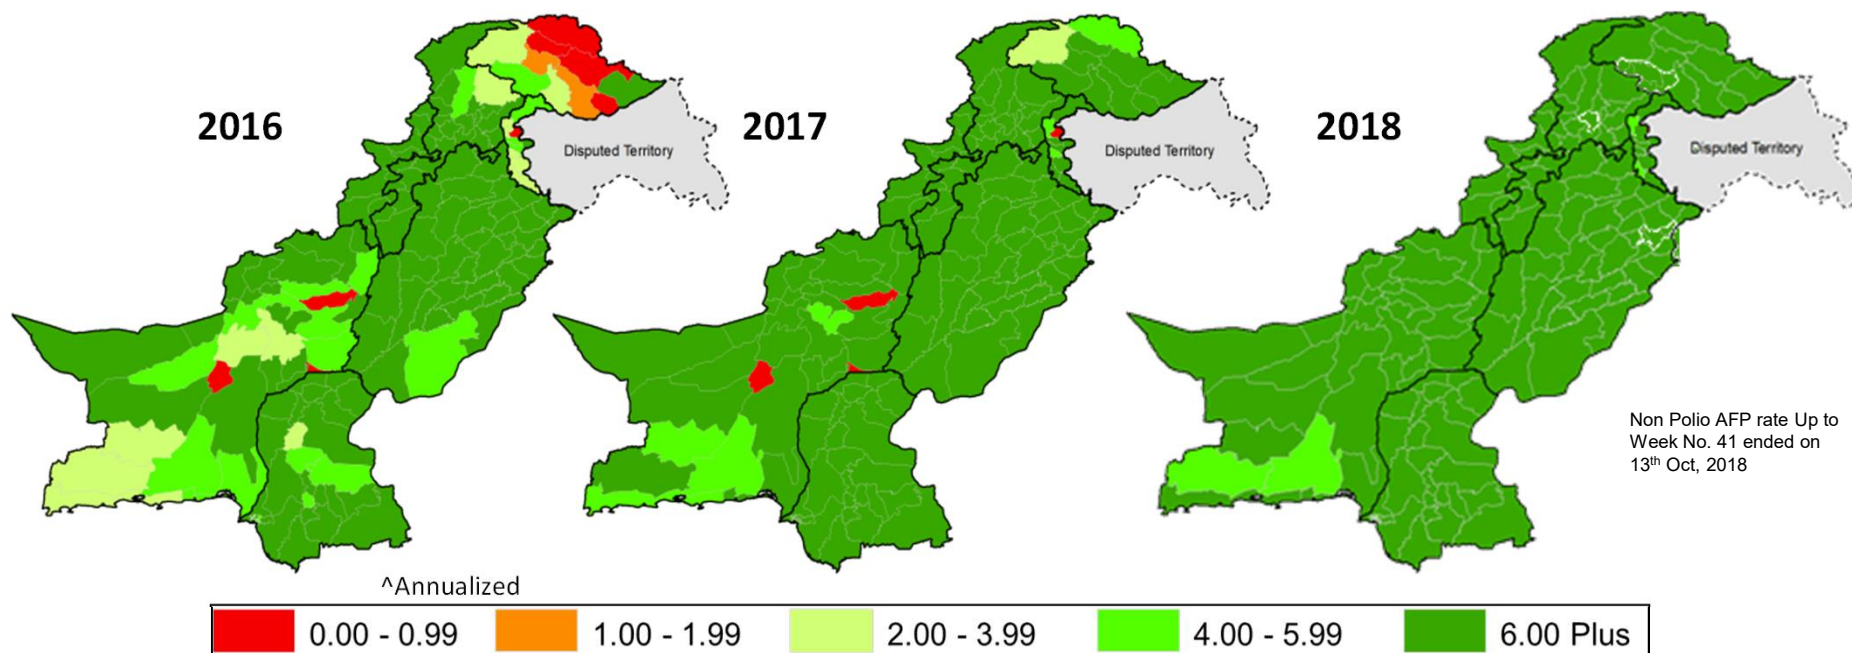 2016
2017
2018
Disputed Territory
Disputed Territory
Disputed Territory
Non Polio AFP rate Up to
Week No. 41 ended on
13th Oct, 2018
^Annualized
0.00 - 0.99
1.00 - 1.99
2.00 - 3.99
4.00 - 5.99
6.00 Plus